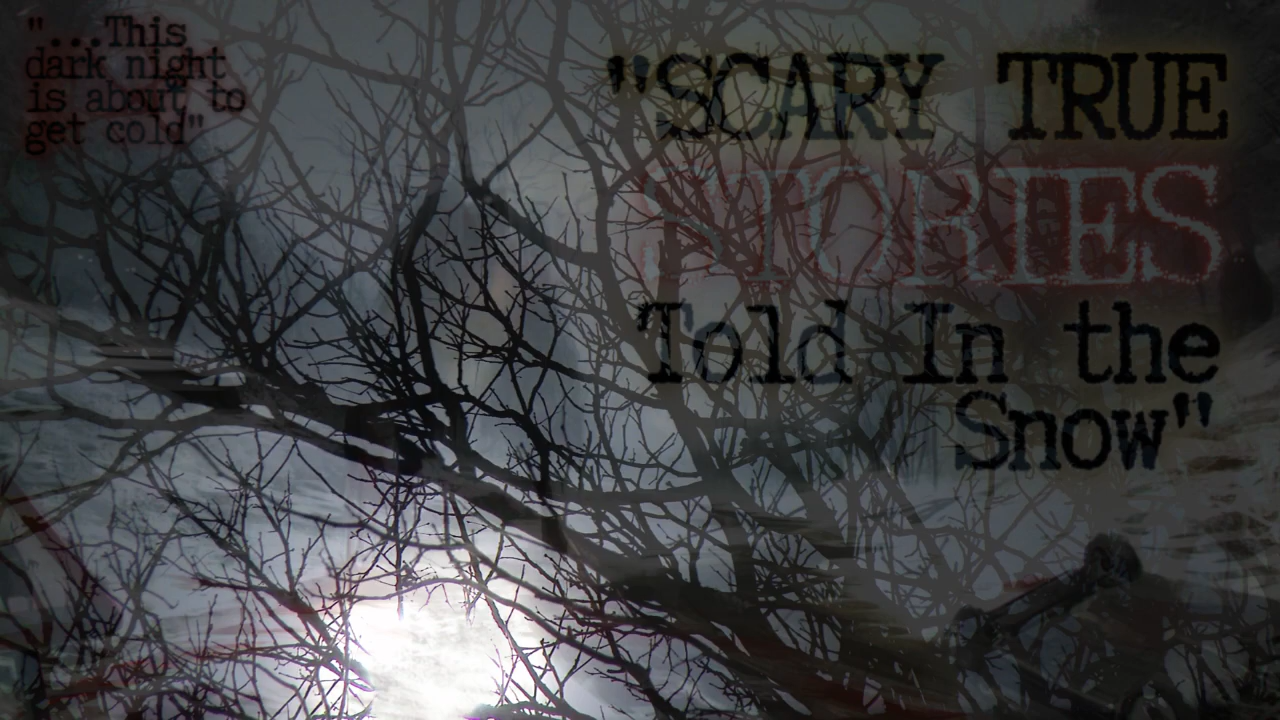 "...This
dark night
is about to
get cold"
"SCARY TRUE
STORIES
Told In the
Snow"